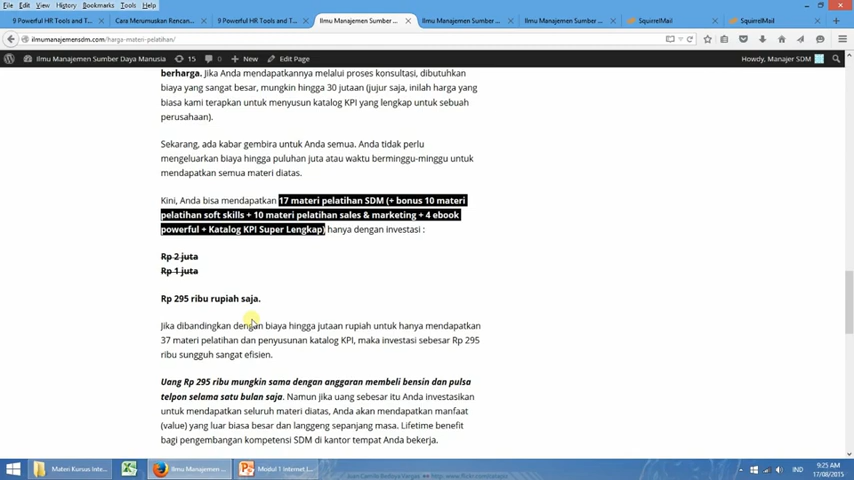 File Edit View History Bookmarks Tools Help
9 Powerful HR Tools and T...
Cara Merumuskan Rencan...
9 Powerful HR Tools and T...
Ilmu Manajemen Sumber ...
Ilmu Manajemen Sumber ...
Ilmu Manajemen Sumber ...
SquirrelMail
SquirrelMail
ilmumanajemensdm.com/harga-materi-pelatihan/
Ilmu Manajemen Sumber Daya Manusia 15 0 + New Edit Page Howdy, Manajer SDM
berharga. Jika Anda mendapatkannya melalui proses konsultasi, dibutuhkan
biaya yang sangat besar, mungkin hingga 30 jutaan (jujur saja, inilah harga yang
biasa kami terapkan untuk menyusun katalog KPI yang lengkap untuk sebuah
perusahaan).
Sekarang, ada kabar gembira untuk Anda semua. Anda tidak perlu
mengeluarkan biaya hingga puluhan juta atau waktu berminggu-minggu untuk
mendapatkan semua materi diatas.
Kini, Anda bisa mendapatkan 17 materi pelatihan SDM (+ bonus 10 materi
pelatihan soft skills + 10 materi pelatihan sales & marketing + 4 ebook
powerful + Katalog KPI Super Lengkap) hanya dengan investasi :
Rp 2 juta
Rp 1 juta
Rp 295 ribu rupiah saja.
Jika dibandingkan dengan biaya hingga jutaan rupiah untuk hanya mendapatkan
37 materi pelatihan dan penyusunan katalog KPI, maka investasi sebesar Rp 295
ribu sungguh sangat efisien.
Uang Rp 295 ribu mungkin sama dengan anggaran membeli bensin dan pulsa
telpon selama satu bulan saja. Namun jika uang sebesar itu Anda investasikan
untuk mendapatkan seluruh materi diatas, Anda akan mendapatkan manfaat
(value) yang luar biasa besar dan langgeng sepanjang masa. Lifetime benefit
bagi pengembangan kompetensi SDM di kantor tempat Anda bekerja.
Materi Kursus Inte...
Ilmu Manajemen ...
Modul 1 Internet I...
IND
9:25 AM
17/08/2015